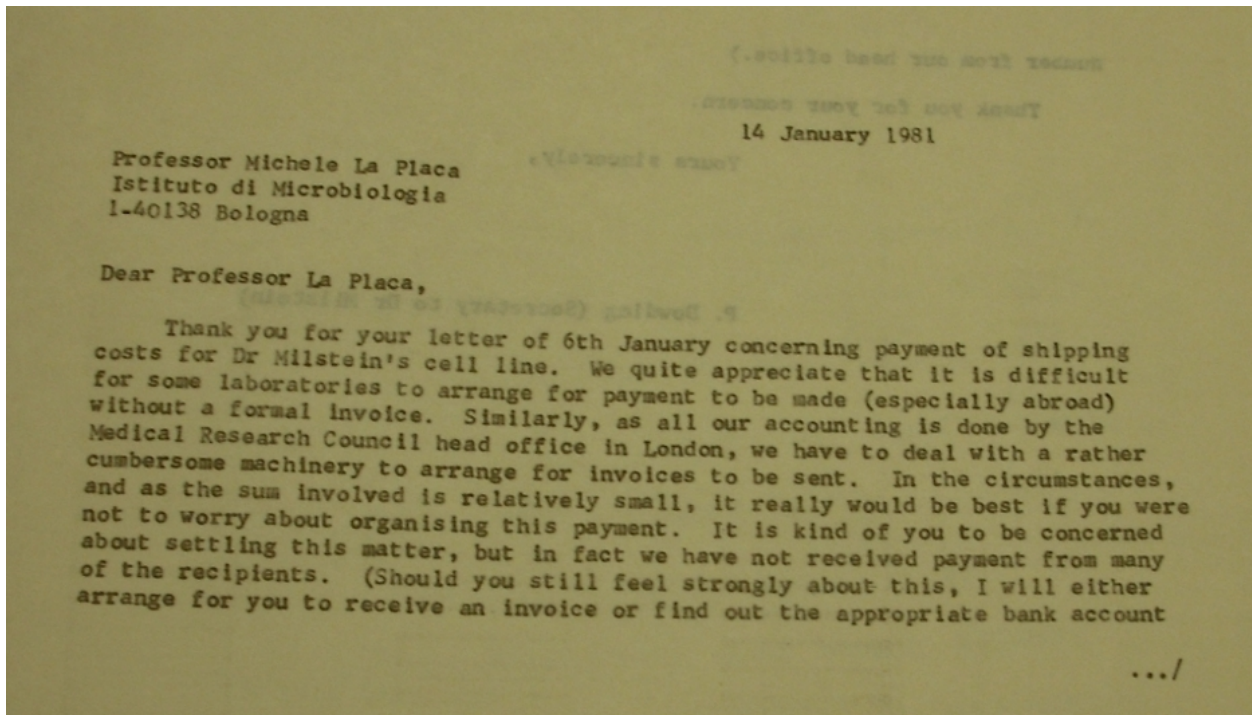 14 January 1981
Professor Michele La Placa
Istituto di Microbiologia
1-40138 Bologna
Dear Professor La Placa,
Thank you for your letter of 6th January concerning payment of shipping
costs for Dr Milstein's cell line. We quite appreciate that it is difficult
for some laboratories to arrange for payment to be made (especially abroad)
without a formal invoice. Similarly, as all our accounting is done by the
Medical Research Council head office in London, we have to deal with a rather
cumbersome machinery to arrange for invoices to be sent. In the circumstances,
and as the sum involved is relatively small, it really would be best if you were
not to worry about organising this payment. It is kind of you to be concerned
about settling this matter, but in fact we have not received payment from many
of the recipients. (Should you still feel strongly about this, I will either
arrange for you to receive an invoice or find out the appropriate bank account
.../